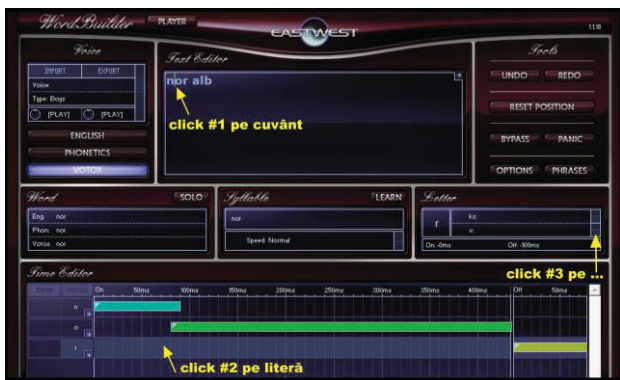 WordBuilder PLAYER EASTWEST 1.1.18
Voice
IMPORT EXPORT
Voice
Type: Boys
[PLAY] [PLAY]
ENGLISH
PHONETICS
VOTOX
Text Editor
nor alb
click #1 pe cuvânt
Tools
UNDO REDO
RESET POSITION
BYPASS PANIC
OPTIONS PHRASES
Word SOLO
Eng: nor
Phon: nor
Votox: nor
Syllable LEARN
nor
Speed: Normal
Letter
r
v:
On: -0ms Off: -100ms
click #3 pe ...
Time Editor
On 50ms 100ms 150ms 200ms 250ms 300ms 350ms 400ms Off 50ms
n
o
r
click #2 pe literă